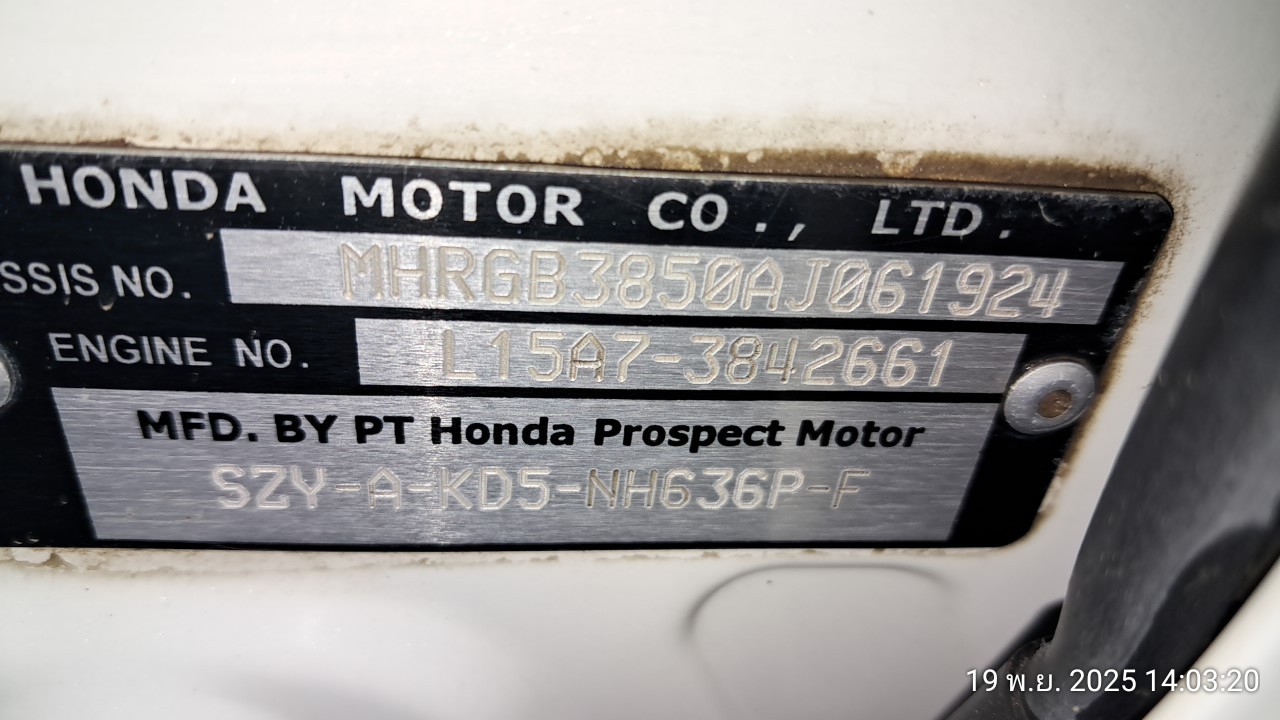 HONDA MOTOR CO., LTD.
SSIS NO. MHRGB3850AJ061924
ENGINE NO. L15A7-3842661
MFD. BY PT Honda Prospect Motor
SZY-A-KD5-NH636P-F
19 พ.ย. 2025 14:03:20